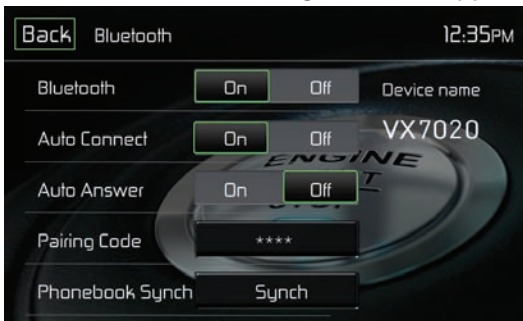 Back Bluetooth 12:35PM
Bluetooth On Off Device name
Auto Connect On Off VX7020
ENGINE
Auto Answer On Off
Pairing Code ****
Phonebook Synch Synch